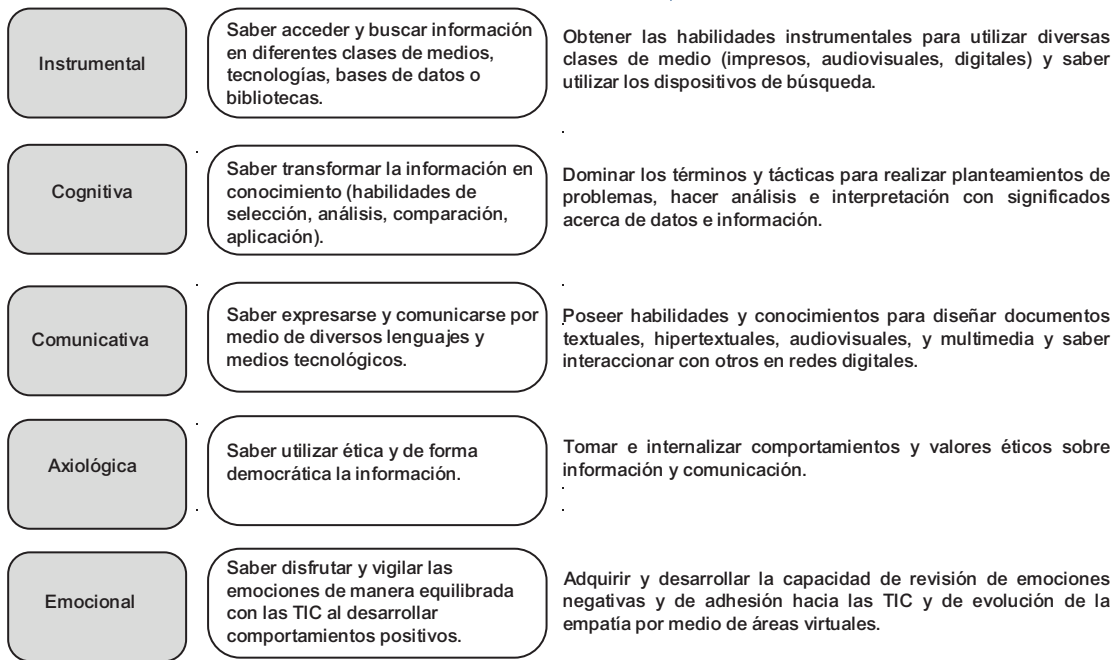 Instrumental
Saber acceder y buscar información
en diferentes clases de medios,
tecnologías, bases de datos o
bibliotecas.
Obtener las habilidades instrumentales para utilizar diversas
clases de medio (impresos, audiovisuales, digitales) y saber
utilizar los dispositivos de búsqueda.
Cognitiva
Saber transformar la información en
conocimiento (habilidades de
selección, análisis, comparación,
aplicación).
Dominar los términos y tácticas para realizar planteamientos de
problemas, hacer análisis e interpretación con significados
acerca de datos e información.
Comunicativa
Saber expresarse y comunicarse por
medio de diversos lenguajes y
medios tecnológicos.
Poseer habilidades y conocimientos para diseñar documentos
textuales, hipertextuales, audiovisuales, y multimedia y saber
interaccionar con otros en redes digitales.
Axiológica
Saber utilizar ética y de forma
democrática la información.
Tomar e internalizar comportamientos y valores éticos sobre
información y comunicación.
Emocional
Saber disfrutar y vigilar las
emociones de manera equilibrada
con las TIC al desarrollar
comportamientos positivos.
Adquirir y desarrollar la capacidad de revisión de emociones
negativas y de adhesión hacia las TIC y de evolución de la
empatía por medio de áreas virtuales.